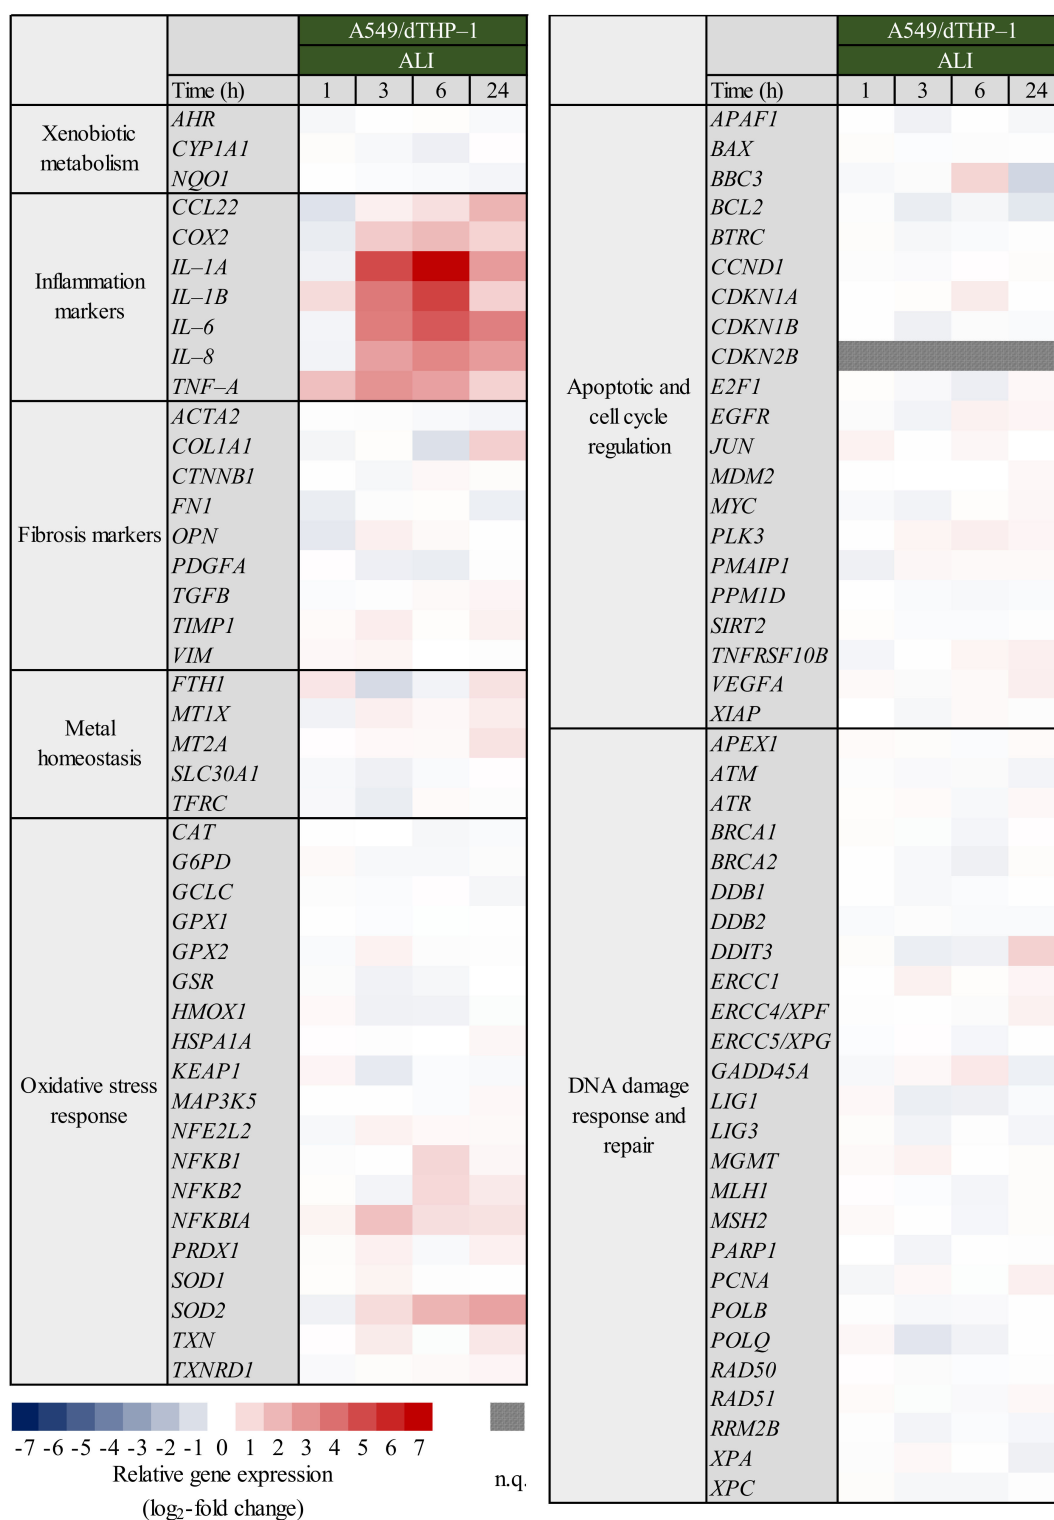 A549/dTHP–1
ALI
Time (h) 1 3 6 24
Xenobiotic
metabolism
AHR
CYP1A1
NQO1
Inflammation
markers
CCL22
COX2
IL–1A
IL–1B
IL–6
IL–8
TNF–A
Fibrosis markers
ACTA2
COL1A1
CTNNB1
FN1
OPN
PDGFA
TGFB
TIMP1
VIM
Metal
homeostasis
FTH1
MT1X
MT2A
SLC30A1
TFRC
Oxidative stress
response
CAT
G6PD
GCLC
GPX1
GPX2
GSR
HMOX1
HSPA1A
KEAP1
MAP3K5
NFE2L2
NFKB1
NFKB2
NFKBIA
PRDX1
SOD1
SOD2
TXN
TXNRD1
-7 -6 -5 -4 -3 -2 -1 0 1 2 3 4 5 6 7
Relative gene expression
(log2-fold change)
n.q.
A549/dTHP–1
ALI
Time (h) 1 3 6 24
Apoptotic and
cell cycle
regulation
APAF1
BAX
BBC3
BCL2
BTRC
CCND1
CDKN1A
CDKN1B
CDKN2B
E2F1
EGFR
JUN
MDM2
MYC
PLK3
PMAIP1
PPM1D
SIRT2
TNFRSF10B
VEGFA
XIAP
DNA damage
response and
repair
APEX1
ATM
ATR
BRCA1
BRCA2
DDB1
DDB2
DDIT3
ERCC1
ERCC4/XPF
ERCC5/XPG
GADD45A
LIG1
LIG3
MGMT
MLH1
MSH2
PARP1
PCNA
POLB
POLQ
RAD50
RAD51
RRM2B
XPA
XPC